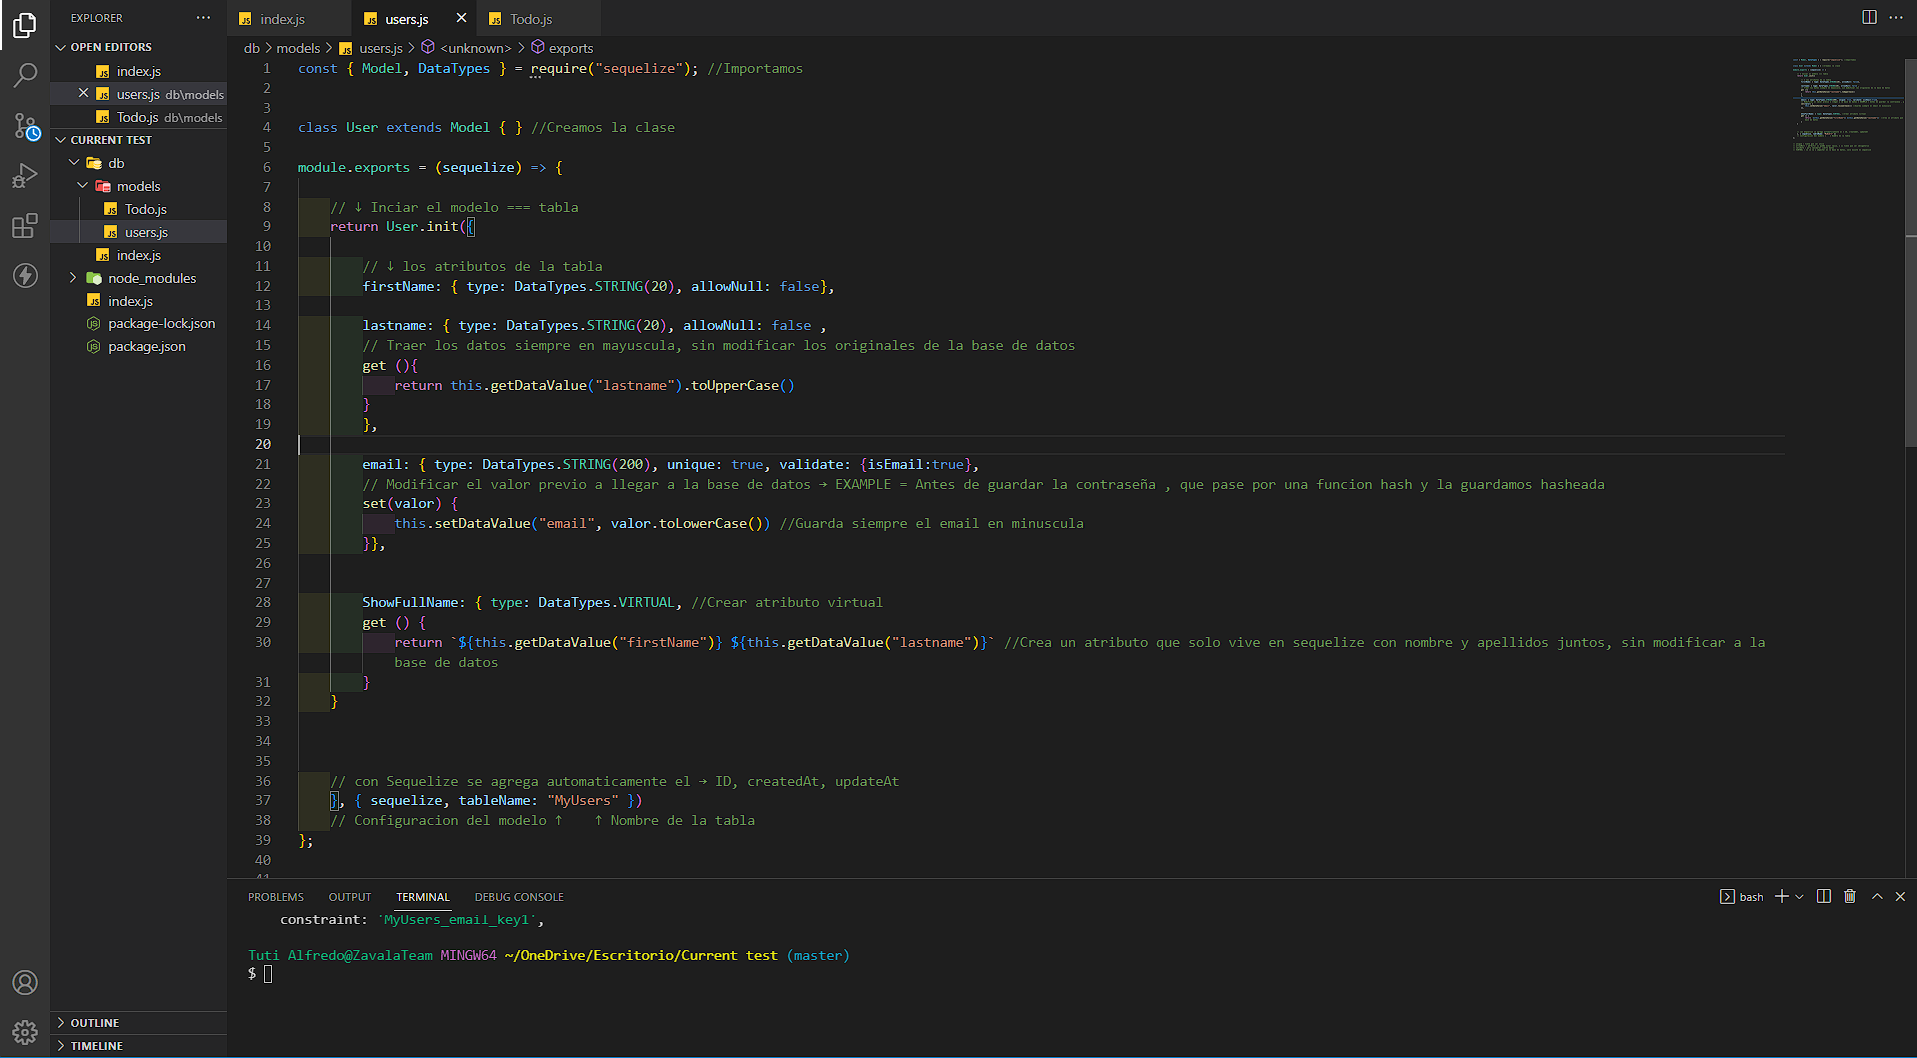 EXPLORER
OPEN EDITORS
index.js
users.js db\models
Todo.js db\models
CURRENT TEST
db
models
Todo.js
users.js
index.js
node_modules
index.js
package-lock.json
package.json
OUTLINE
TIMELINE
index.js users.js Todo.js
db > models > users.js > <unknown> > exports
1 const { Model, DataTypes } = require("sequelize"); //Importamos
2
3
4 class User extends Model { } //Creamos la clase
5
6 module.exports = (sequelize) => {
7
8 // ↓ Inciar el modelo === tabla
9 return User.init({
10
11 // ↓ los atributos de la tabla
12 firstName: { type: DataTypes.STRING(20), allowNull: false},
13
14 lastname: { type: DataTypes.STRING(20), allowNull: false ,
15 // Traer los datos siempre en mayuscula, sin modificar los originales de la base de datos
16 get (){
17 return this.getDataValue("lastname").toUpperCase()
18 }
19 },
20
21 email: { type: DataTypes.STRING(200), unique: true, validate: {isEmail:true},
22 // Modificar el valor previo a llegar a la base de datos → EXAMPLE = Antes de guardar la contraseña , que pase por una funcion hash y la guardamos hasheada
23 set(valor) {
24 this.setDataValue("email", valor.toLowerCase()) //Guarda siempre el email en minuscula
25 }},
26
27
28 ShowFullName: { type: DataTypes.VIRTUAL, //Crear atributo virtual
29 get () {
30 return `${this.getDataValue("firstName")} ${this.getDataValue("lastname")}` //Crea un atributo que solo vive en sequelize con nombre y apellidos juntos, sin modificar a la
base de datos
31 }
32 }
33
34
35
36 // con Sequelize se agrega automaticamente el → ID, createdAt, updateAt
37 }, { sequelize, tableName: "MyUsers" })
38 // Configuracion del modelo ↑ ↑ Nombre de la tabla
39 };
40
41
PROBLEMS OUTPUT TERMINAL DEBUG CONSOLE
bash
constraint: `MyUsers_email_key1`,
Tuti Alfredo@ZavalaTeam MINGW64 ~/OneDrive/Escritorio/Current test (master)
$